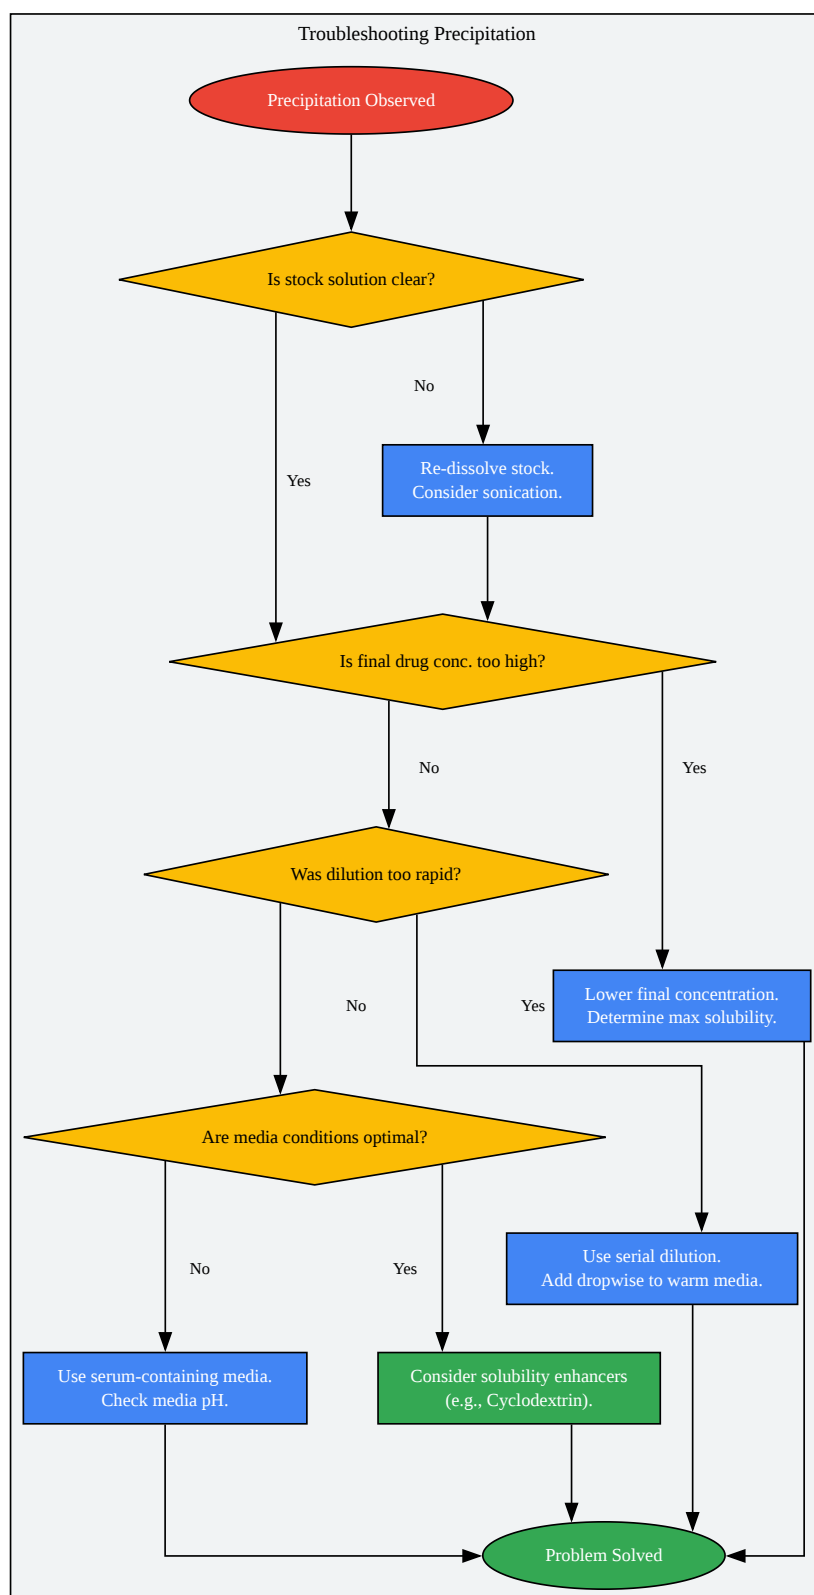 Troubleshooting Precipitation
Precipitation Observed
Is stock solution clear?
No
Yes
Re-dissolve stock.
Consider sonication.
Is final drug conc. too high?
No
Yes
Was dilution too rapid?
No
Yes
Lower final concentration.
Determine max solubility.
Are media conditions optimal?
No
Yes
Use serial dilution.
Add dropwise to warm media.
Use serum-containing media.
Check media pH.
Consider solubility enhancers
(e.g., Cyclodextrin).
Problem Solved